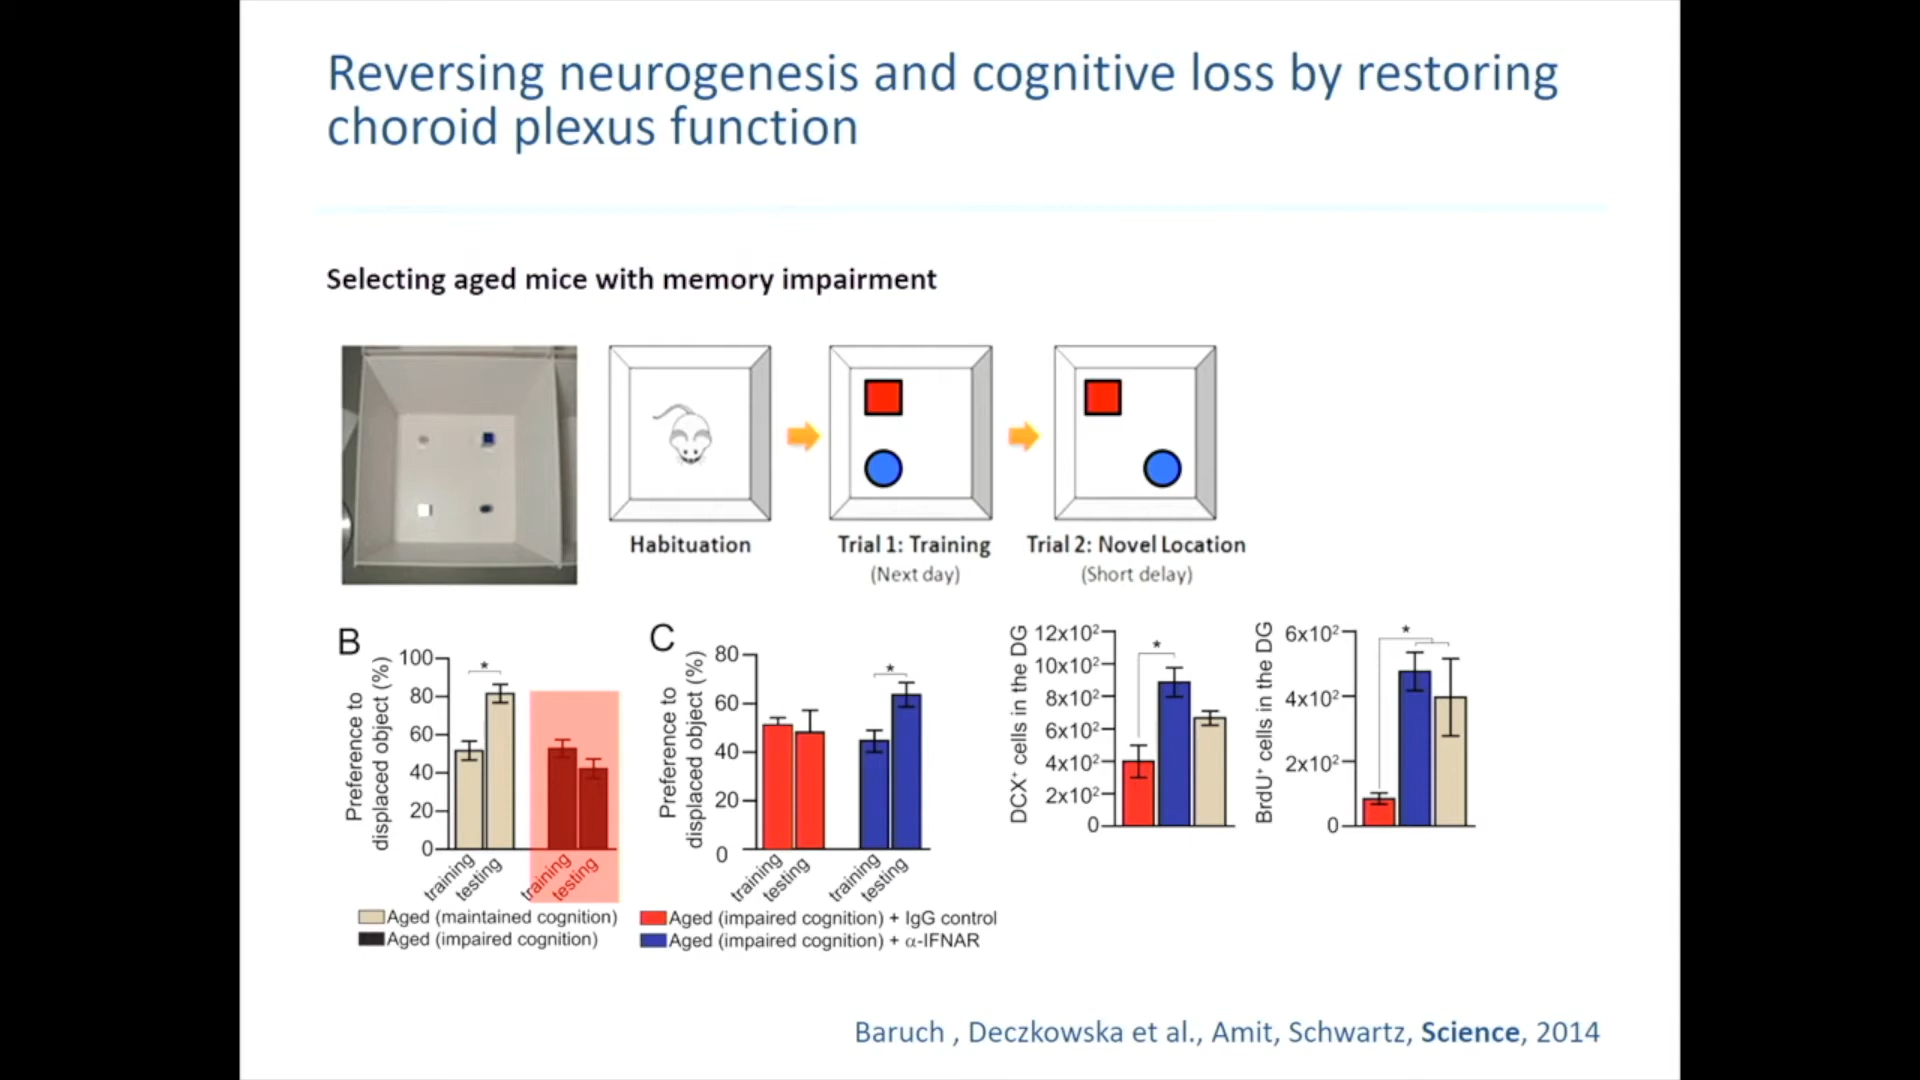 Reversing neurogenesis and cognitive loss by restoring
choroid plexus function
Selecting aged mice with memory impairment
Habituation
Trial 1: Training
(Next day)
Trial 2: Novel Location
(Short delay)
B
Preference to
displaced object (%)
100
80
60
40
20
0
training
testing
training
testing
Aged (maintained cognition)
Aged (impaired cognition)
*
C
Preference to
displaced object (%)
80
60
40
20
0
training
testing
training
testing
Aged (impaired cognition) + IgG control
Aged (impaired cognition) + α-IFNAR
*
DCX⁺ cells in the DG
12x10²
10x10²
8x10²
6x10²
4x10²
2x10²
0
*
BrdU⁺ cells in the DG
6x10²
4x10²
2x10²
0
*
Baruch , Deczkowska et al., Amit, Schwartz, Science, 2014